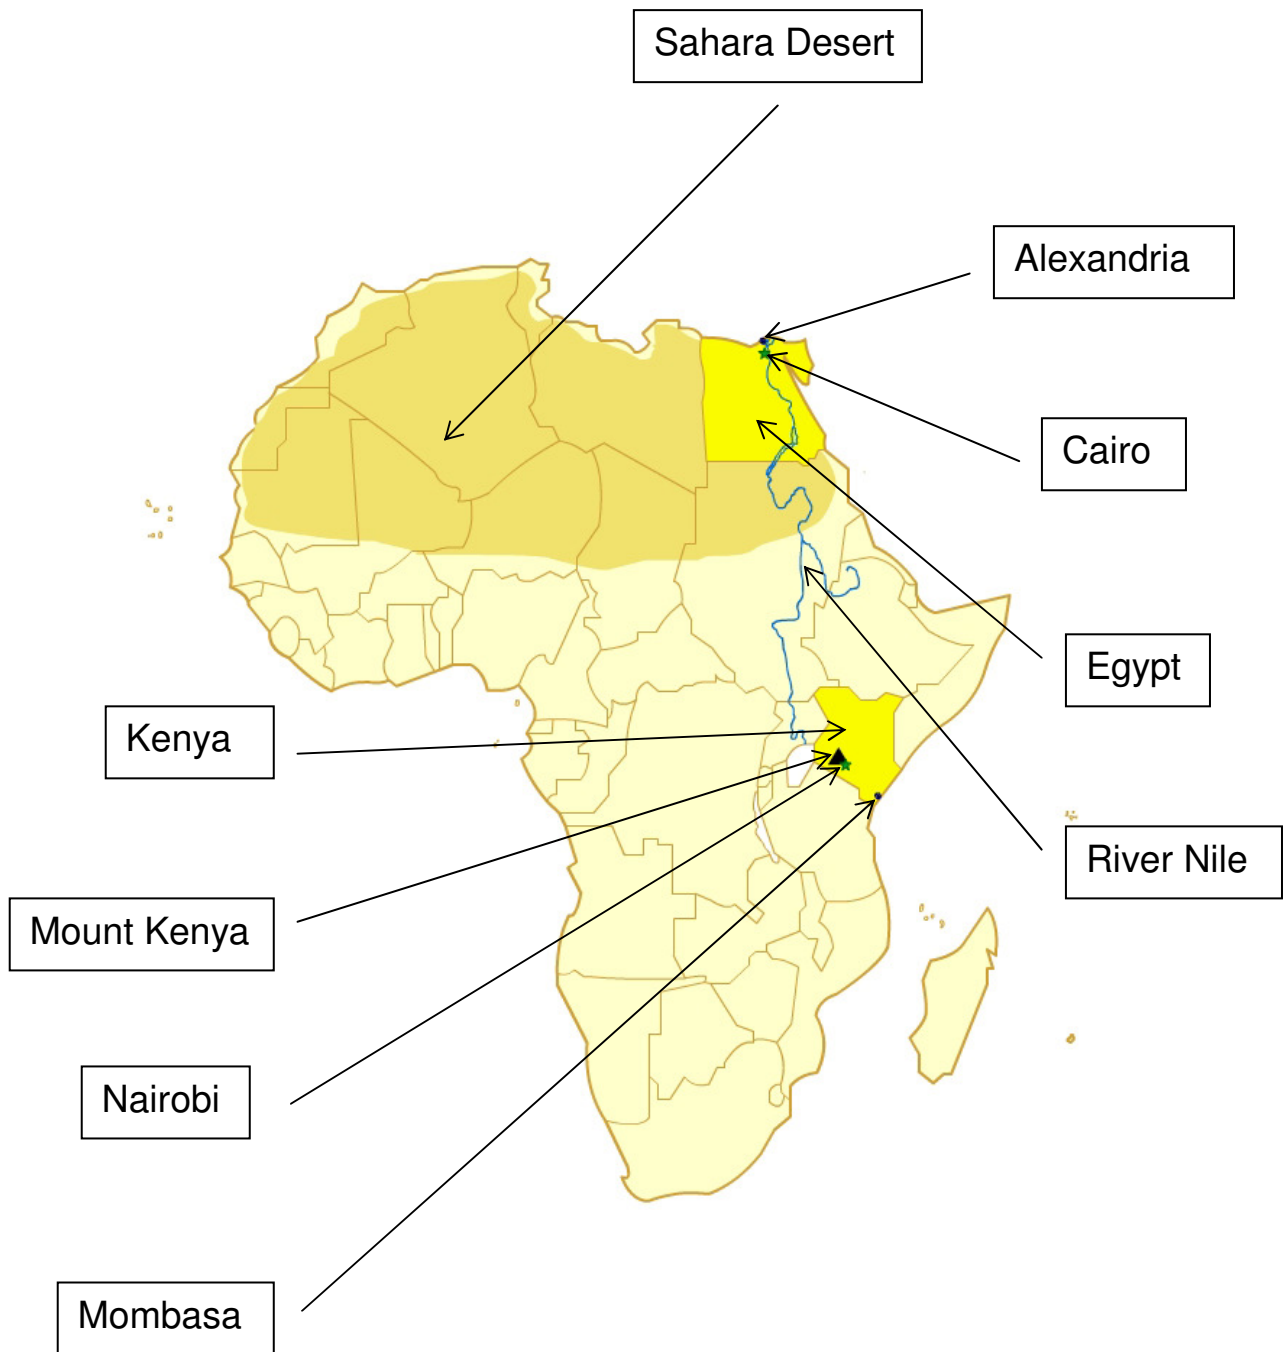 Sahara Desert
Alexandria
Cairo
Egypt
Kenya
River Nile
Mount Kenya
Nairobi
Mombasa